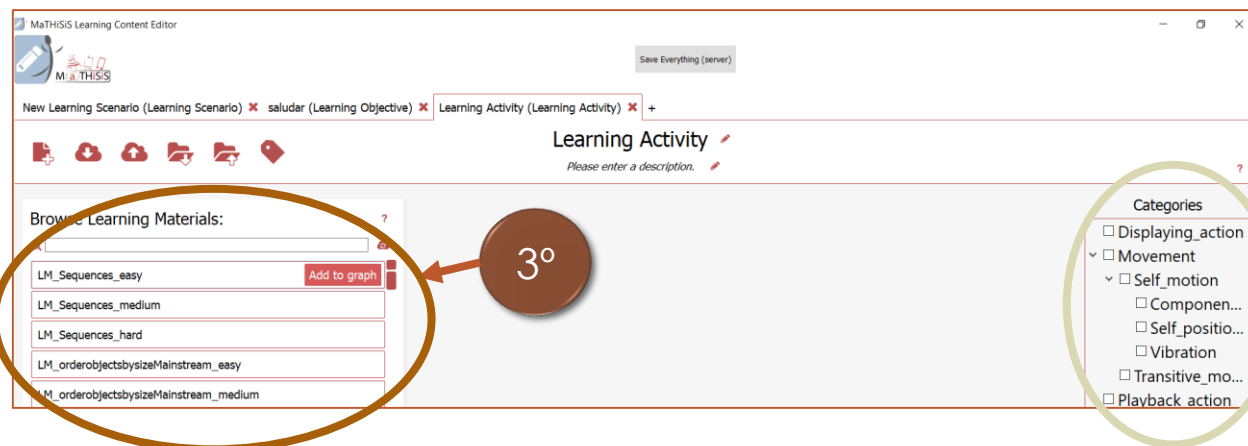 MaTHiSiS Learning Content Editor
MaTHiSiS
Save Everything (server)
New Learning Scenario (Learning Scenario) ✖ saludar (Learning Objective) ✖ Learning Activity (Learning Activity) ✖ +
Learning Activity
Please enter a description.
?
Browse Learning Materials:
?
LM_Sequences_easy
Add to graph
LM_Sequences_medium
LM_Sequences_hard
LM_orderobjectsbysizeMainstream_easy
LM_orderobjectsbysizeMainstream_medium
3º
Categories
Displaying_action
Movement
Self_motion
Componen...
Self_positio...
Vibration
Transitive_mo...
Playback action